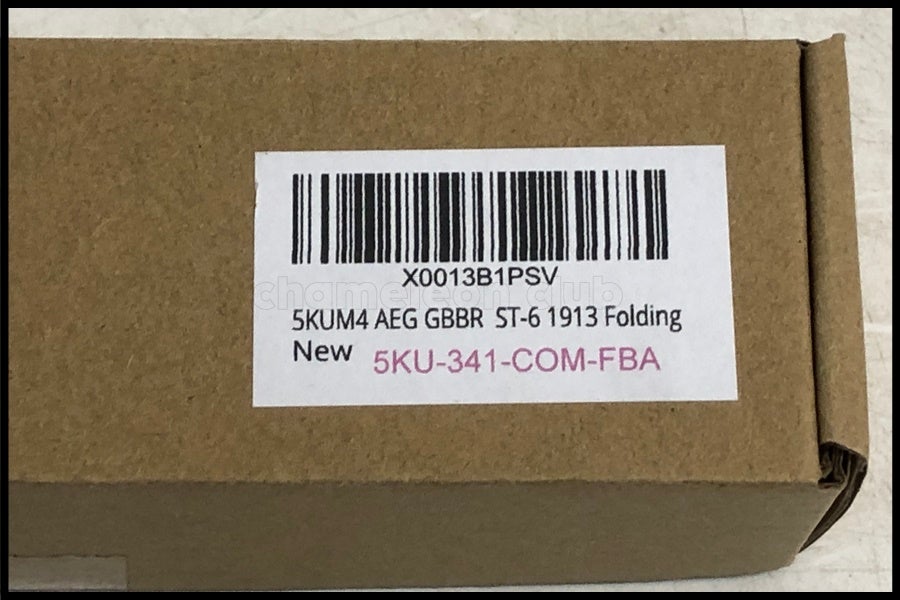 X0013B1PSV
chameleon club
5KUM4 AEG GBBR ST-6 1913 Folding
New 5KU-341-COM-FBA